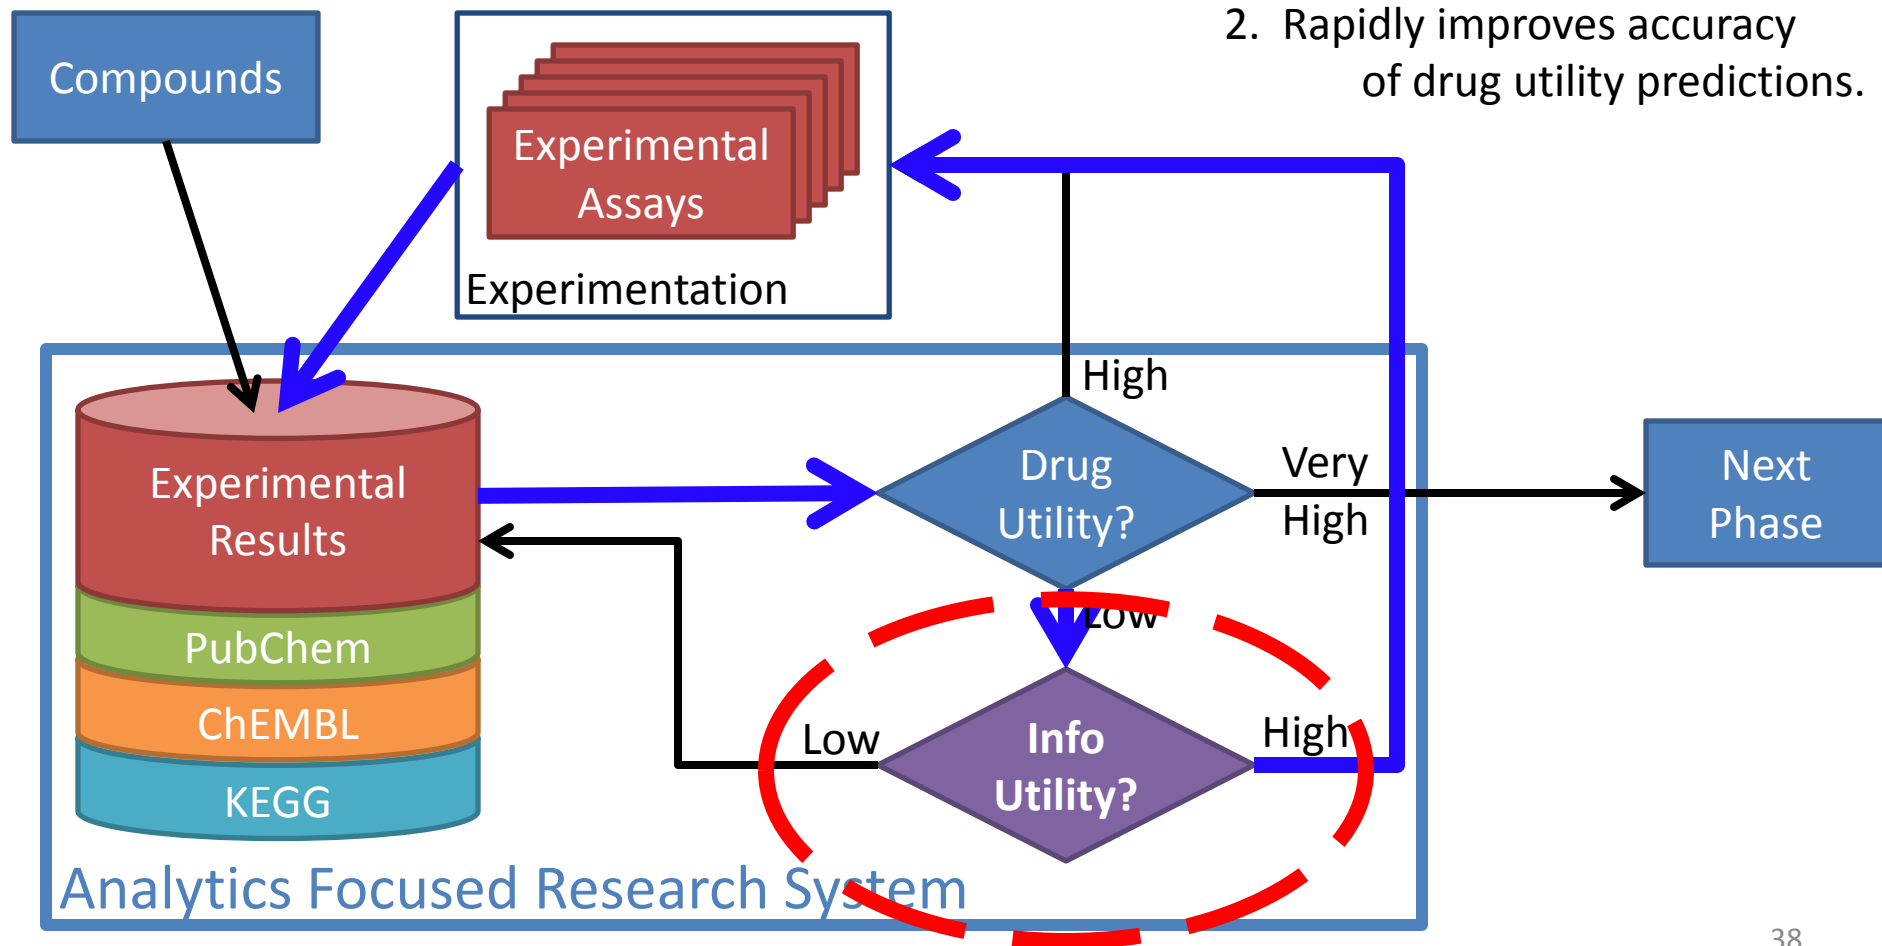 2. Rapidly improves accuracy
of drug utility predictions.
Compounds
Experimental
Assays
Experimentation
High
Experimental
Results
Drug
Utility?
Very
High
Next
Phase
Low
PubChem
ChEMBL
KEGG
Low
Info
Utility?
High
Analytics Focused Research System
38